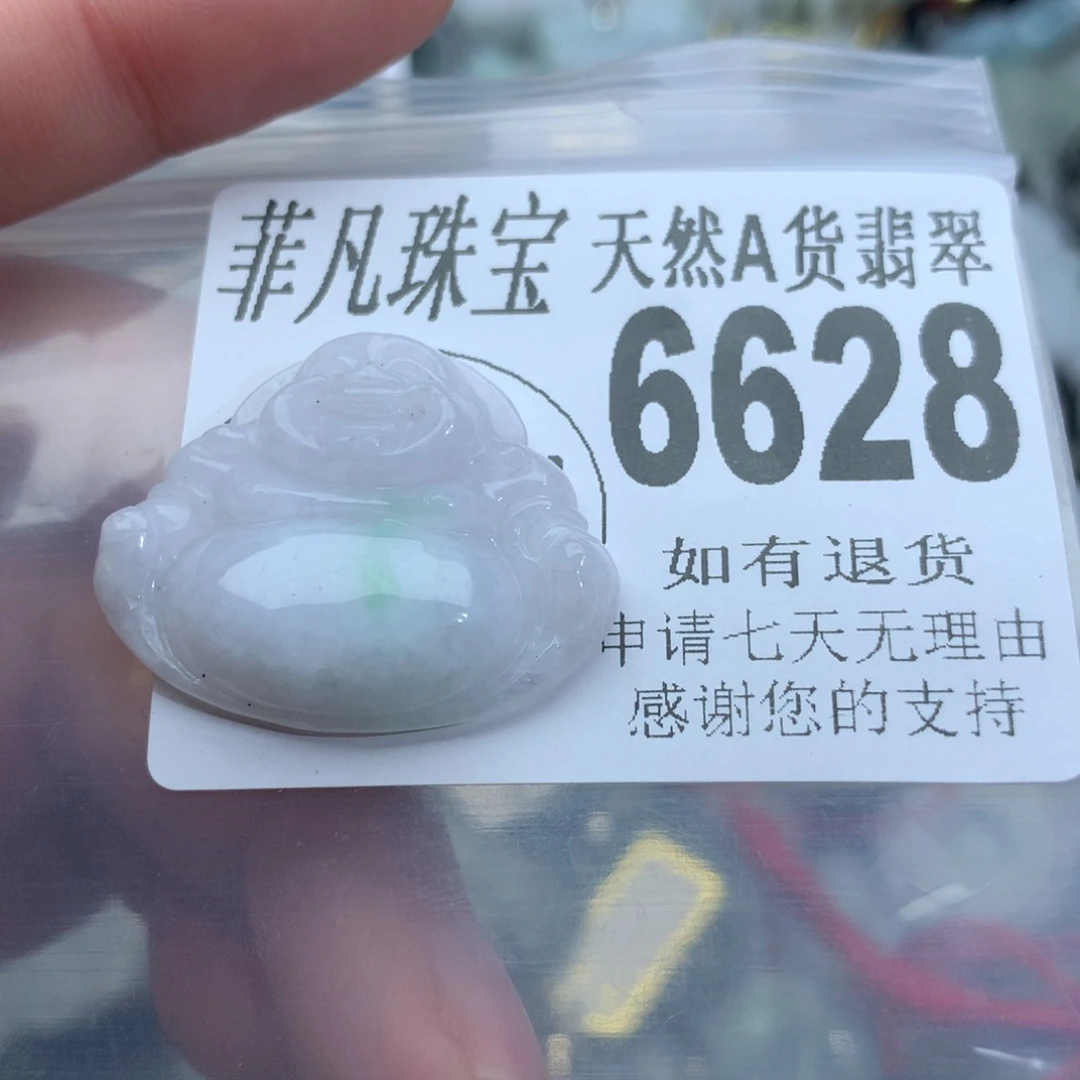 菲凡珠宝 天然A货翡翠
6628
如有退货
申请七天无理由
感谢您的支持